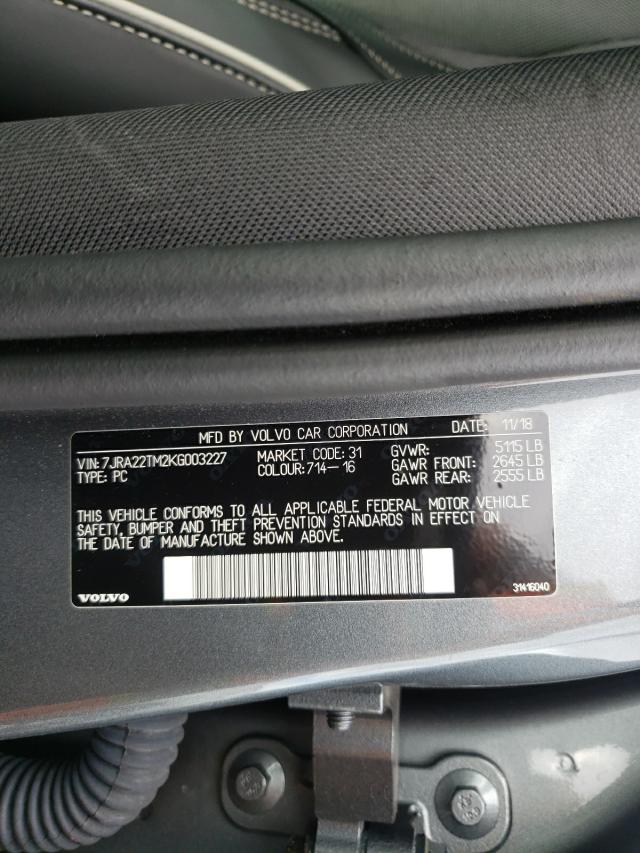 MFD BY VOLVO CAR CORPORATION DATE: 11/18
VIN: 7JRA22TM2KG003227 MARKET CODE: 31 GVWR: 5115 LB
TYPE: PC COLOUR: 714-16 GAWR FRONT: 2645 LB
GAWR REAR: 2555 LB
THIS VEHICLE CONFORMS TO ALL APPLICABLE FEDERAL MOTOR VEHICLE
SAFETY, BUMPER AND THEFT PREVENTION STANDARDS IN EFFECT ON
THE DATE OF MANUFACTURE SHOWN ABOVE.
VOLVO 31416040